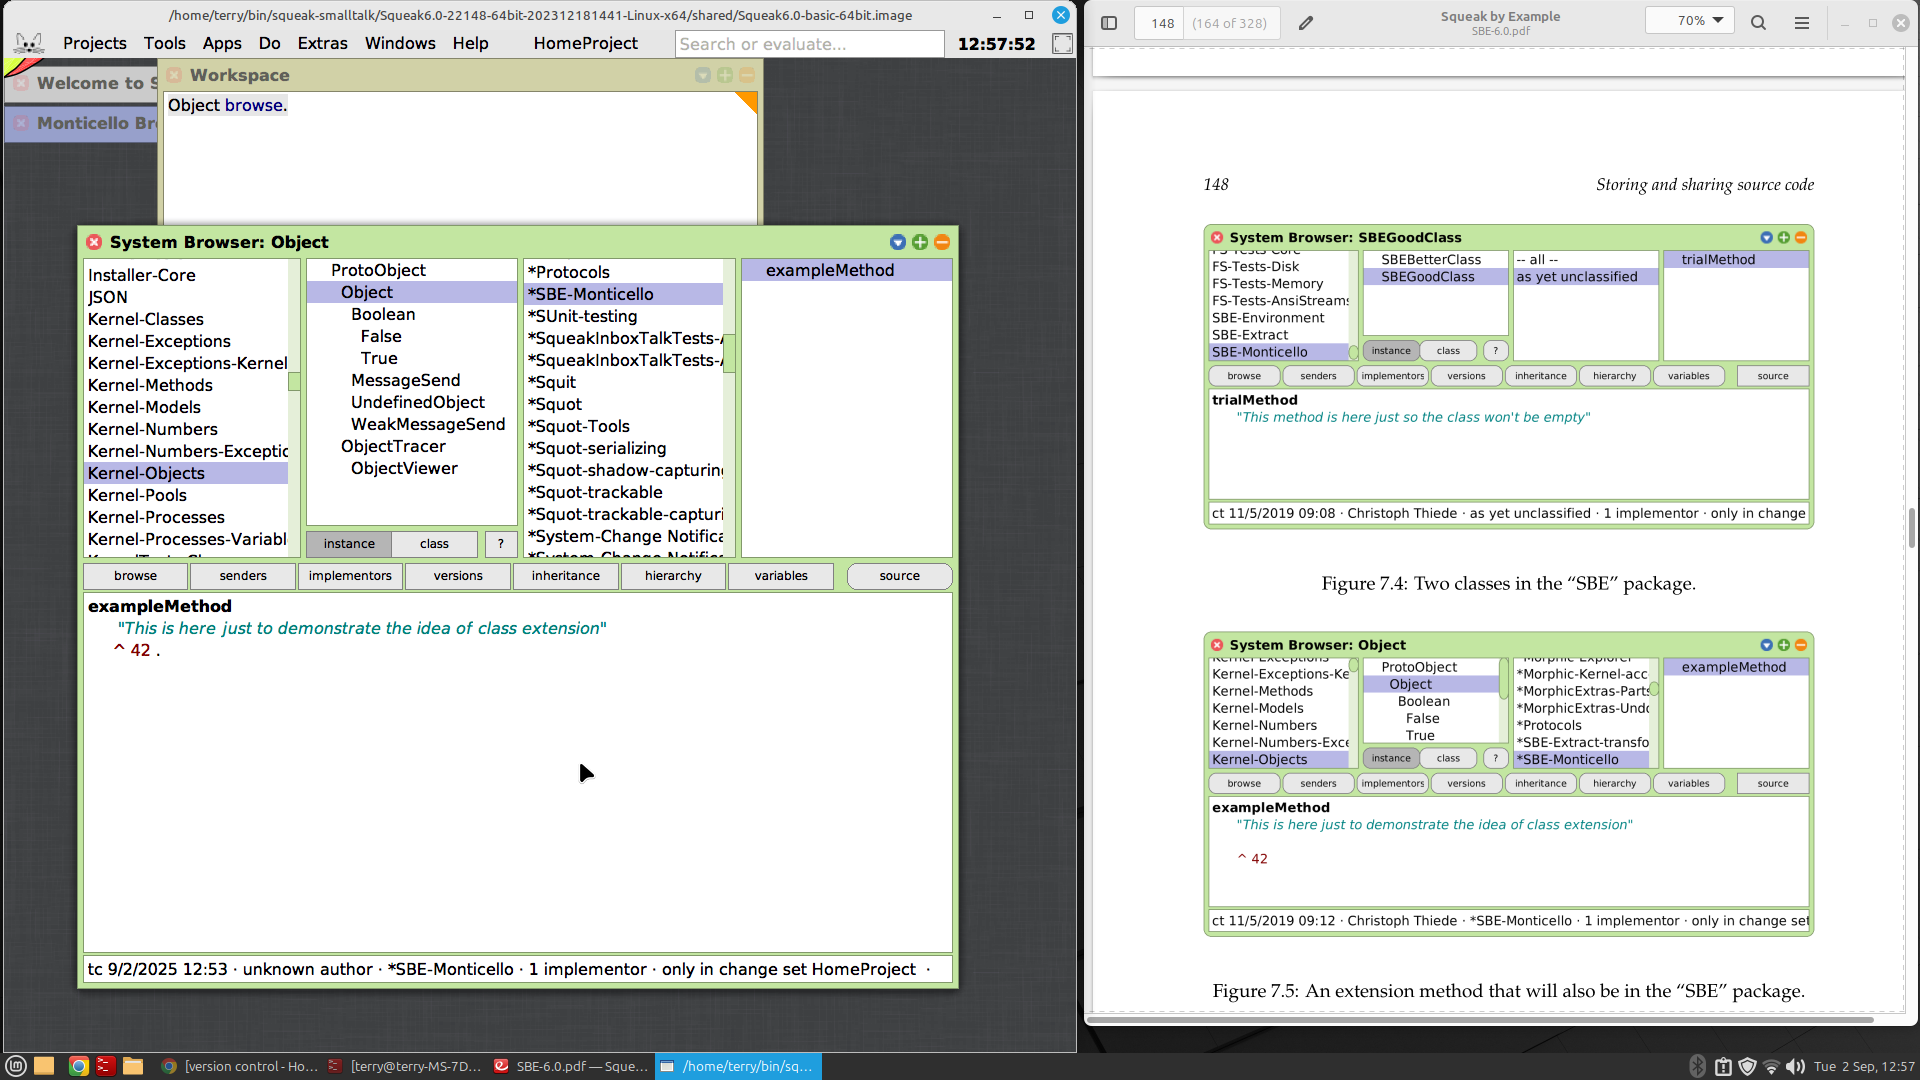 /home/terry/bin/squeak-smalltalk/Squeak6.0-22148-64bit-202312181441-Linux-x64/shared/Squeak6.0-basic-64bit.image
Projects Tools Apps Do Extras Windows Help HomeProject Search or evaluate... 12:57:52
Welcome to S
Monticello Br
Workspace
Object browse.
System Browser: Object
Installer-Core
JSON
Kernel-Classes
Kernel-Exceptions
Kernel-Exceptions-Kernel
Kernel-Methods
Kernel-Models
Kernel-Numbers
Kernel-Numbers-Exceptic
Kernel-Objects
Kernel-Pools
Kernel-Processes
Kernel-Processes-Variabl
ProtoObject
Object
Boolean
False
True
MessageSend
UndefinedObject
WeakMessageSend
ObjectTracer
ObjectViewer
instance class ?
*Protocols
*SBE-Monticello
*SUnit-testing
*SqueakInboxTalkTests-
*SqueakInboxTalkTests-
*Squit
*Squot
*Squot-Tools
*Squot-serializing
*Squot-shadow-capturing
*Squot-trackable
*Squot-trackable-capturi
*System-Change Notifica
*System-Change Notific
exampleMethod
browse senders implementors versions inheritance hierarchy variables source
exampleMethod
"This is here just to demonstrate the idea of class extension"
^ 42 .
tc 9/2/2025 12:53 · unknown author · *SBE-Monticello · 1 implementor · only in change set HomeProject ·
148 (164 of 328)
Squeak by Example
SBE-6.0.pdf
70%
148 Storing and sharing source code
System Browser: SBEGoodClass
FS-Tests-Core
FS-Tests-Disk
FS-Tests-Memory
FS-Tests-AnsiStreams
SBE-Environment
SBE-Extract
SBE-Monticello
SBEBetterClass
SBEGoodClass
instance class ?
-- all --
as yet unclassified
trialMethod
browse senders implementors versions inheritance hierarchy variables source
trialMethod
"This method is here just so the class won't be empty"
ct 11/5/2019 09:08 · Christoph Thiede · as yet unclassified · 1 implementor · only in change
Figure 7.4: Two classes in the “SBE” package.
System Browser: Object
Kernel-Exceptions
Kernel-Exceptions-Ke
Kernel-Methods
Kernel-Models
Kernel-Numbers
Kernel-Numbers-Exce
Kernel-Objects
ProtoObject
Object
Boolean
False
True
instance class ?
*Morphic-Explorer
*Morphic-Kernel-acc
*MorphicExtras-Parts
*MorphicExtras-Undo
*Protocols
*SBE-Extract-transfo
*SBE-Monticello
exampleMethod
browse senders implementors versions inheritance hierarchy variables source
exampleMethod
"This is here just to demonstrate the idea of class extension"
^ 42
ct 11/5/2019 09:12 · Christoph Thiede · *SBE-Monticello · 1 implementor · only in change set
Figure 7.5: An extension method that will also be in the “SBE” package.
[version control - Ho... [terry@terry-MS-7D... SBE-6.0.pdf — Sque... /home/terry/bin/sq... Tue 2 Sep, 12:57